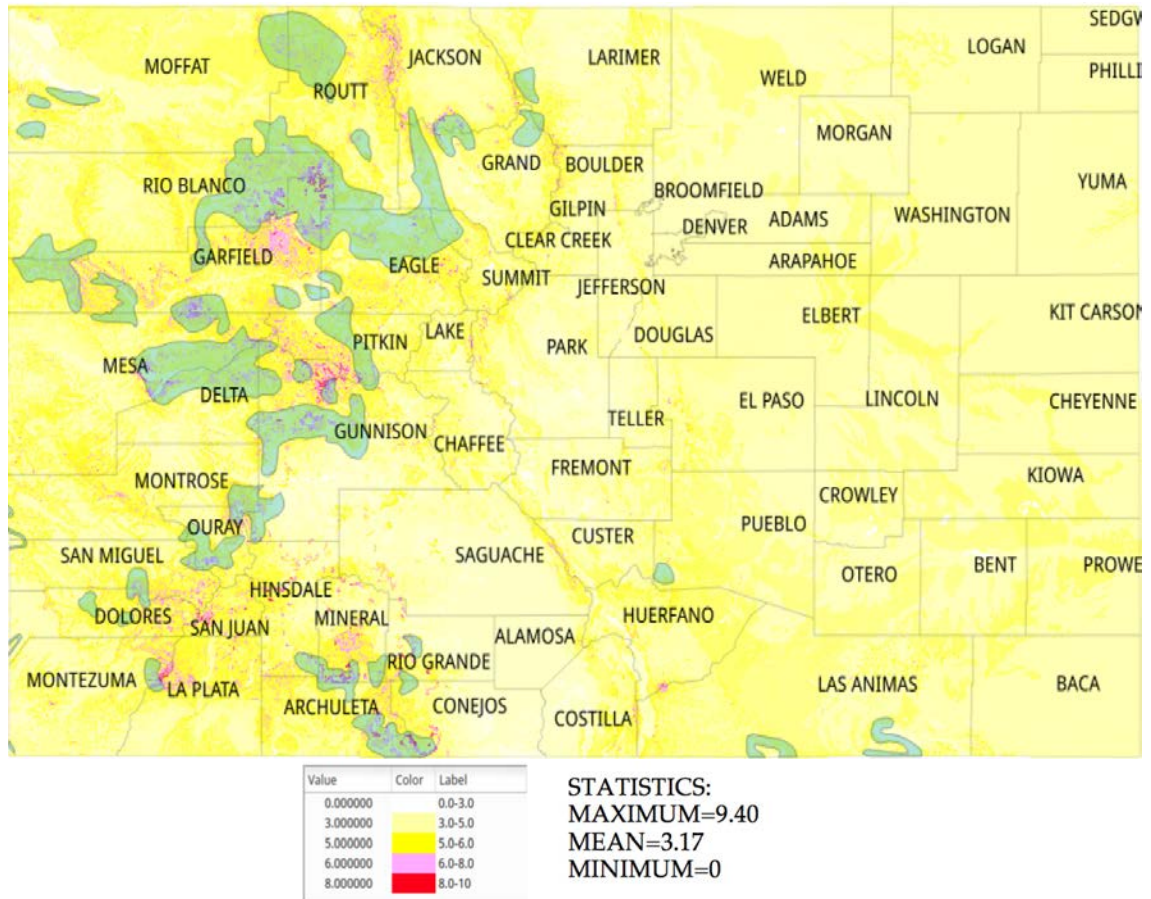 SEDGW
LOGAN
JACKSON
LARIMER
MOFFAT
WELD
PHILLI
ROUTT
MORGAN
GRAND
BOULDER
YUMA
RIO BLANCO
BROOMFIELD
GILPIN
WASHINGTON
DENVER
ADAMS
CLEAR CREEK
GARFIELD
EAGLE
ARAPAHOE
SUMMIT
JEFFERSON
KIT CARSON
ELBERT
LAKE
DOUGLAS
PITKIN
PARK
MESA
DELTA
EL PASO
LINCOLN
CHEYENNE
TELLER
GUNNISON
CHAFFEE
FREMONT
KIOWA
MONTROSE
CROWLEY
OURAY
PUEBLO
CUSTER
SAN MIGUEL
SAGUACHE
BENT
PROWE
OTERO
HINSDALE
DOLORES
MINERAL
HUERFANO
SAN JUAN
ALAMOSA
RIO GRANDE
MONTEZUMA
LA PLATA
LAS ANIMAS
BACA
ARCHULETA
CONEJOS
COSTILLA
Value Color Label
0.000000 0.0-3.0
3.000000 3.0-5.0
5.000000 5.0-6.0
6.000000 6.0-8.0
8.000000 8.0-10
STATISTICS:
MAXIMUM=9.40
MEAN=3.17
MINIMUM=0